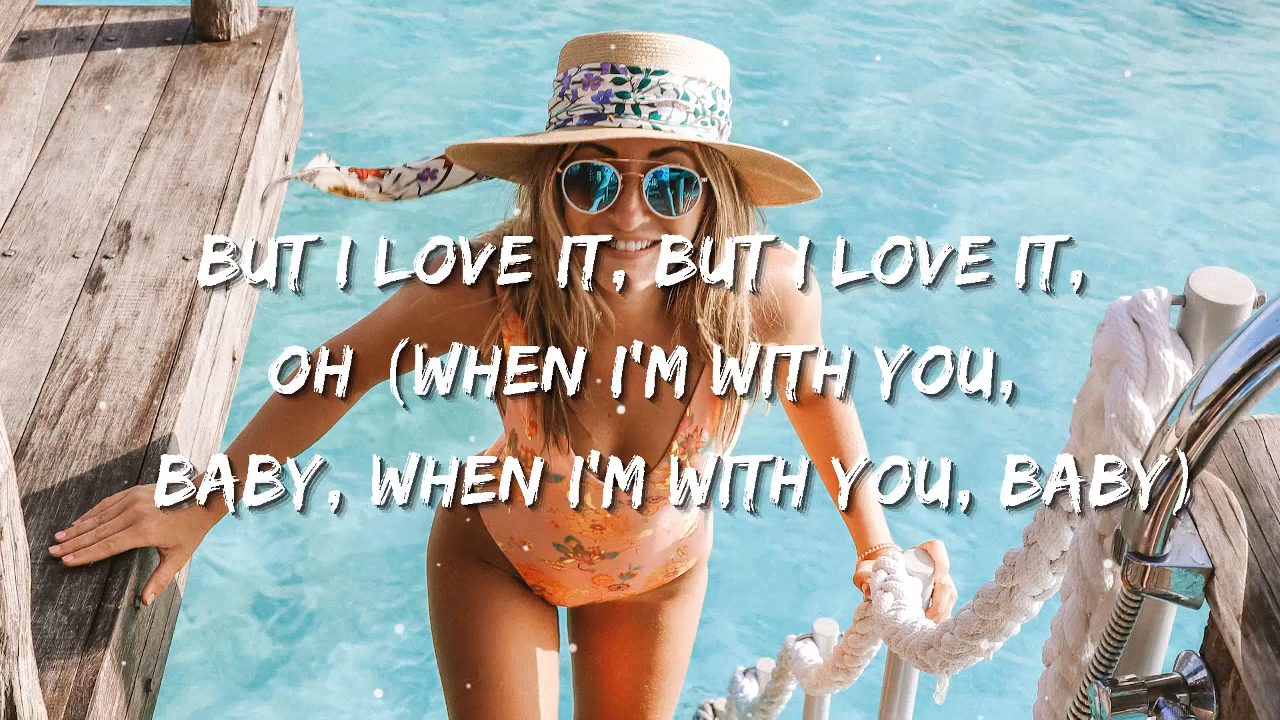 BUT I LOVE IT, BUT I LOVE IT,
OH (WHEN I'M WITH YOU,
BABY, WHEN I'M WITH YOU, BABY)